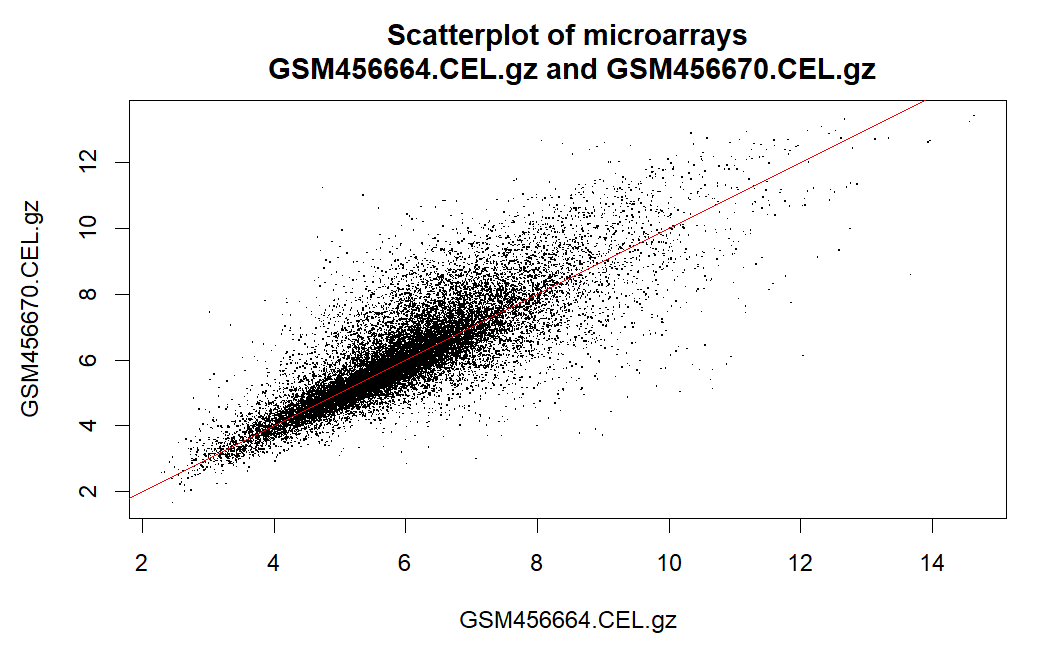 Scatterplot of microarrays
GSM456664.CEL.gz and GSM456670.CEL.gz
GSM456670.CEL.gz
12
10
8
6
4
2
2 4 6 8 10 12 14
GSM456664.CEL.gz